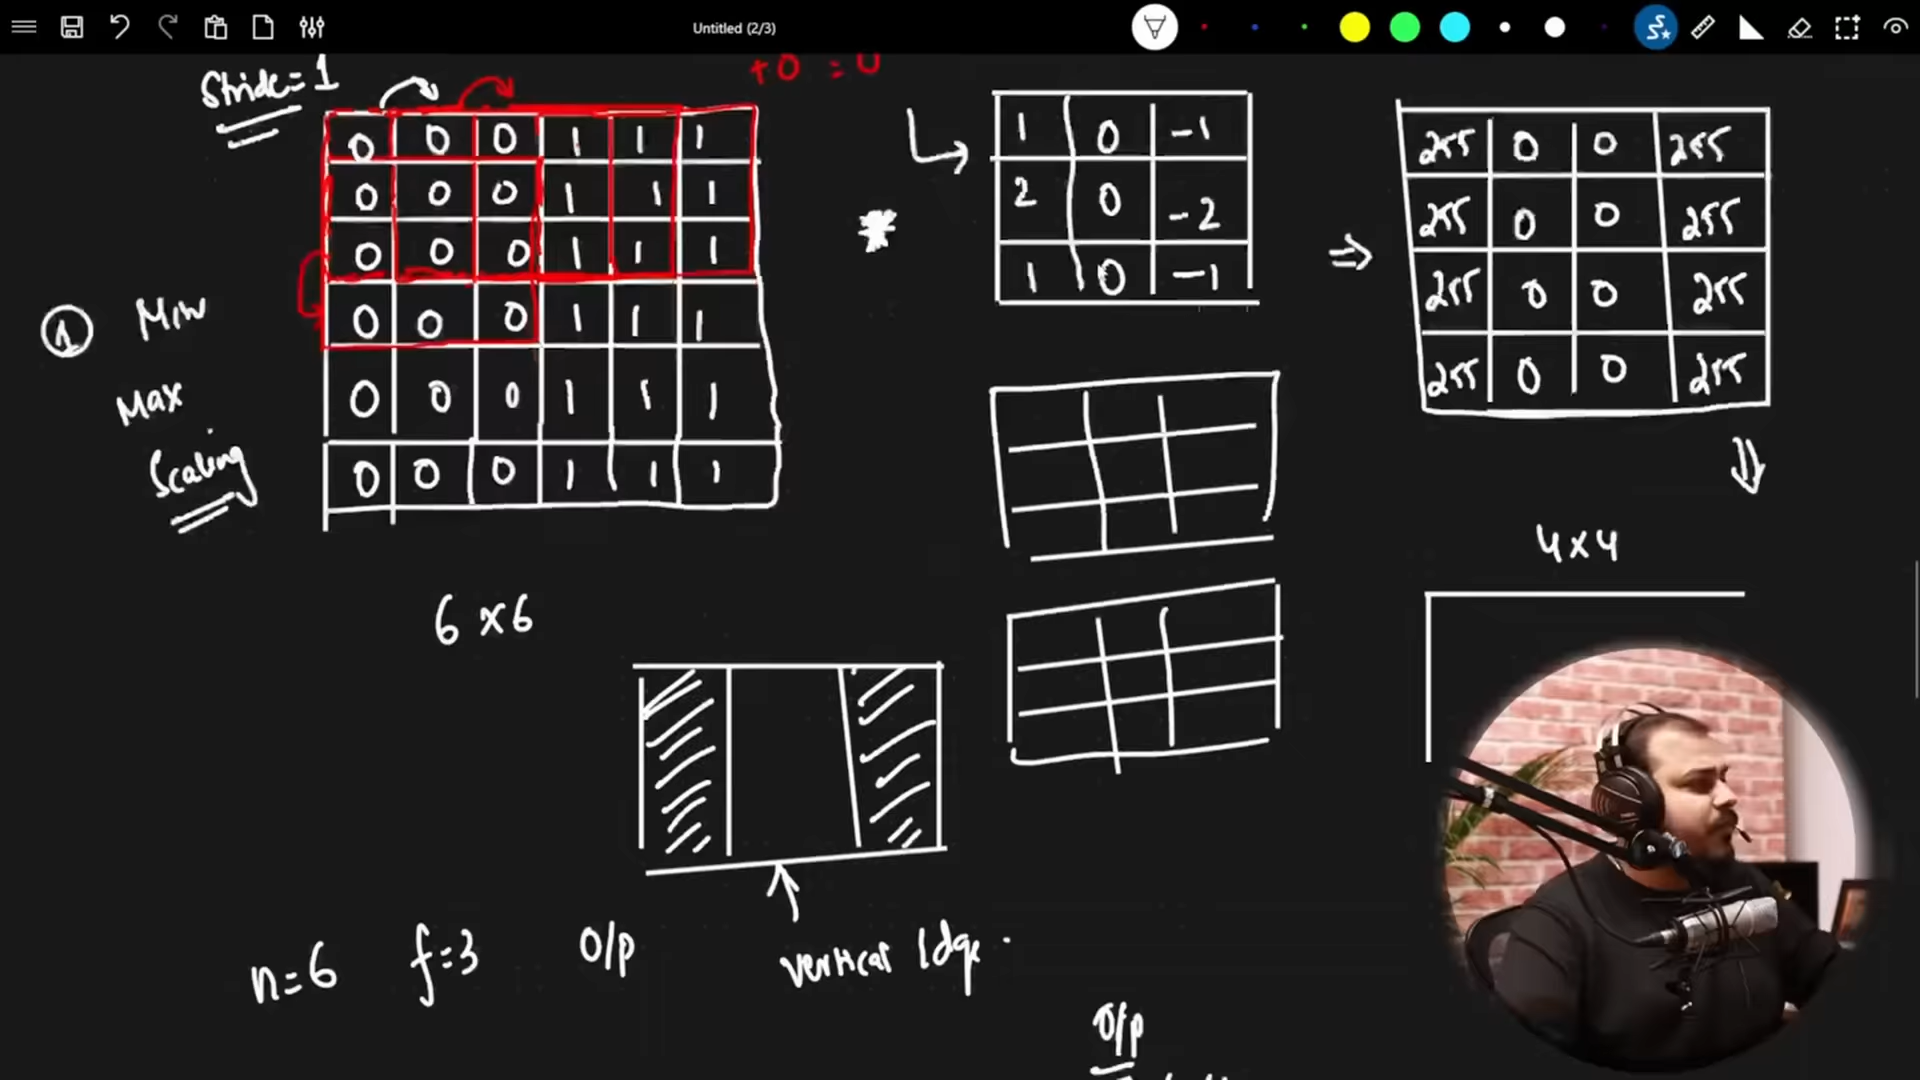 Untitled (2/3)
Stride=1
+0 = 0
0 0 0 1 1 1
0 0 0 1 1 1
0 0 0 1 1 1
0 0 0 1 1 1
0 0 0 1 1 1
0 0 0 1 1 1
1 0 -1
2 0 -2
1 0 -1
*
⇒
255 0 0 255
255 0 0 255
255 0 0 255
255 0 0 255
① Min
Max
Scaling
6 x 6
4 x 4
n=6 f=3 O/p
vertical Edge.
O/p